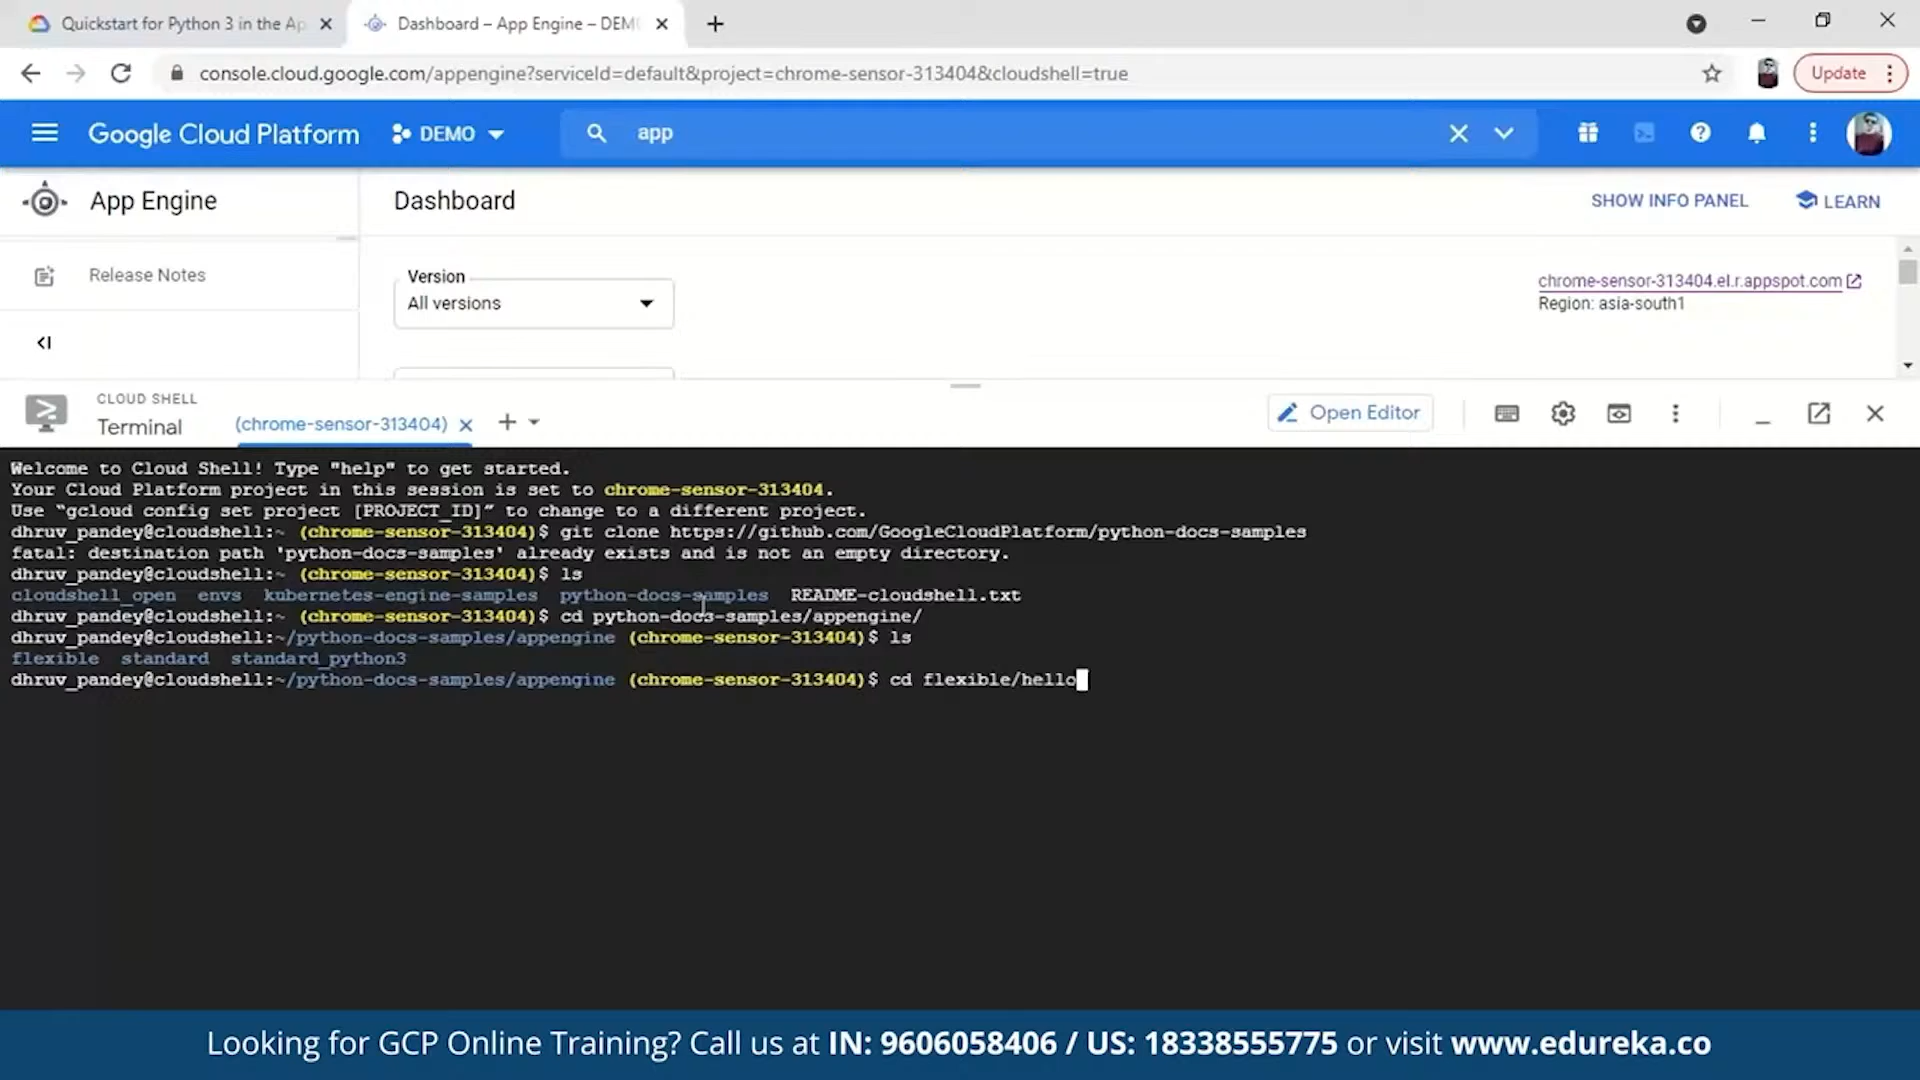 Quickstart for Python 3 in the Ap
Dashboard – App Engine – DEM
console.cloud.google.com/appengine?serviceId=default&project=chrome-sensor-313404&cloudshell=true
Update
Google Cloud Platform
DEMO
app
App Engine
Dashboard
SHOW INFO PANEL
LEARN
Release Notes
Version
All versions
chrome-sensor-313404.el.r.appspot.com
Region: asia-south1
CLOUD SHELL
Terminal
(chrome-sensor-313404)
Open Editor
Welcome to Cloud Shell! Type "help" to get started.
Your Cloud Platform project in this session is set to chrome-sensor-313404.
Use “gcloud config set project [PROJECT_ID]” to change to a different project.
dhruv_pandey@cloudshell:~ (chrome-sensor-313404)$ git clone https://github.com/GoogleCloudPlatform/python-docs-samples
fatal: destination path 'python-docs-samples' already exists and is not an empty directory.
dhruv_pandey@cloudshell:~ (chrome-sensor-313404)$ ls
cloudshell_open envs kubernetes-engine-samples python-docs-samples README-cloudshell.txt
dhruv_pandey@cloudshell:~ (chrome-sensor-313404)$ cd python-docs-samples/appengine/
dhruv_pandey@cloudshell:~/python-docs-samples/appengine (chrome-sensor-313404)$ ls
flexible standard standard_python3
dhruv_pandey@cloudshell:~/python-docs-samples/appengine (chrome-sensor-313404)$ cd flexible/hello
Looking for GCP Online Training? Call us at IN: 9606058406 / US: 18338555775 or visit www.edureka.co